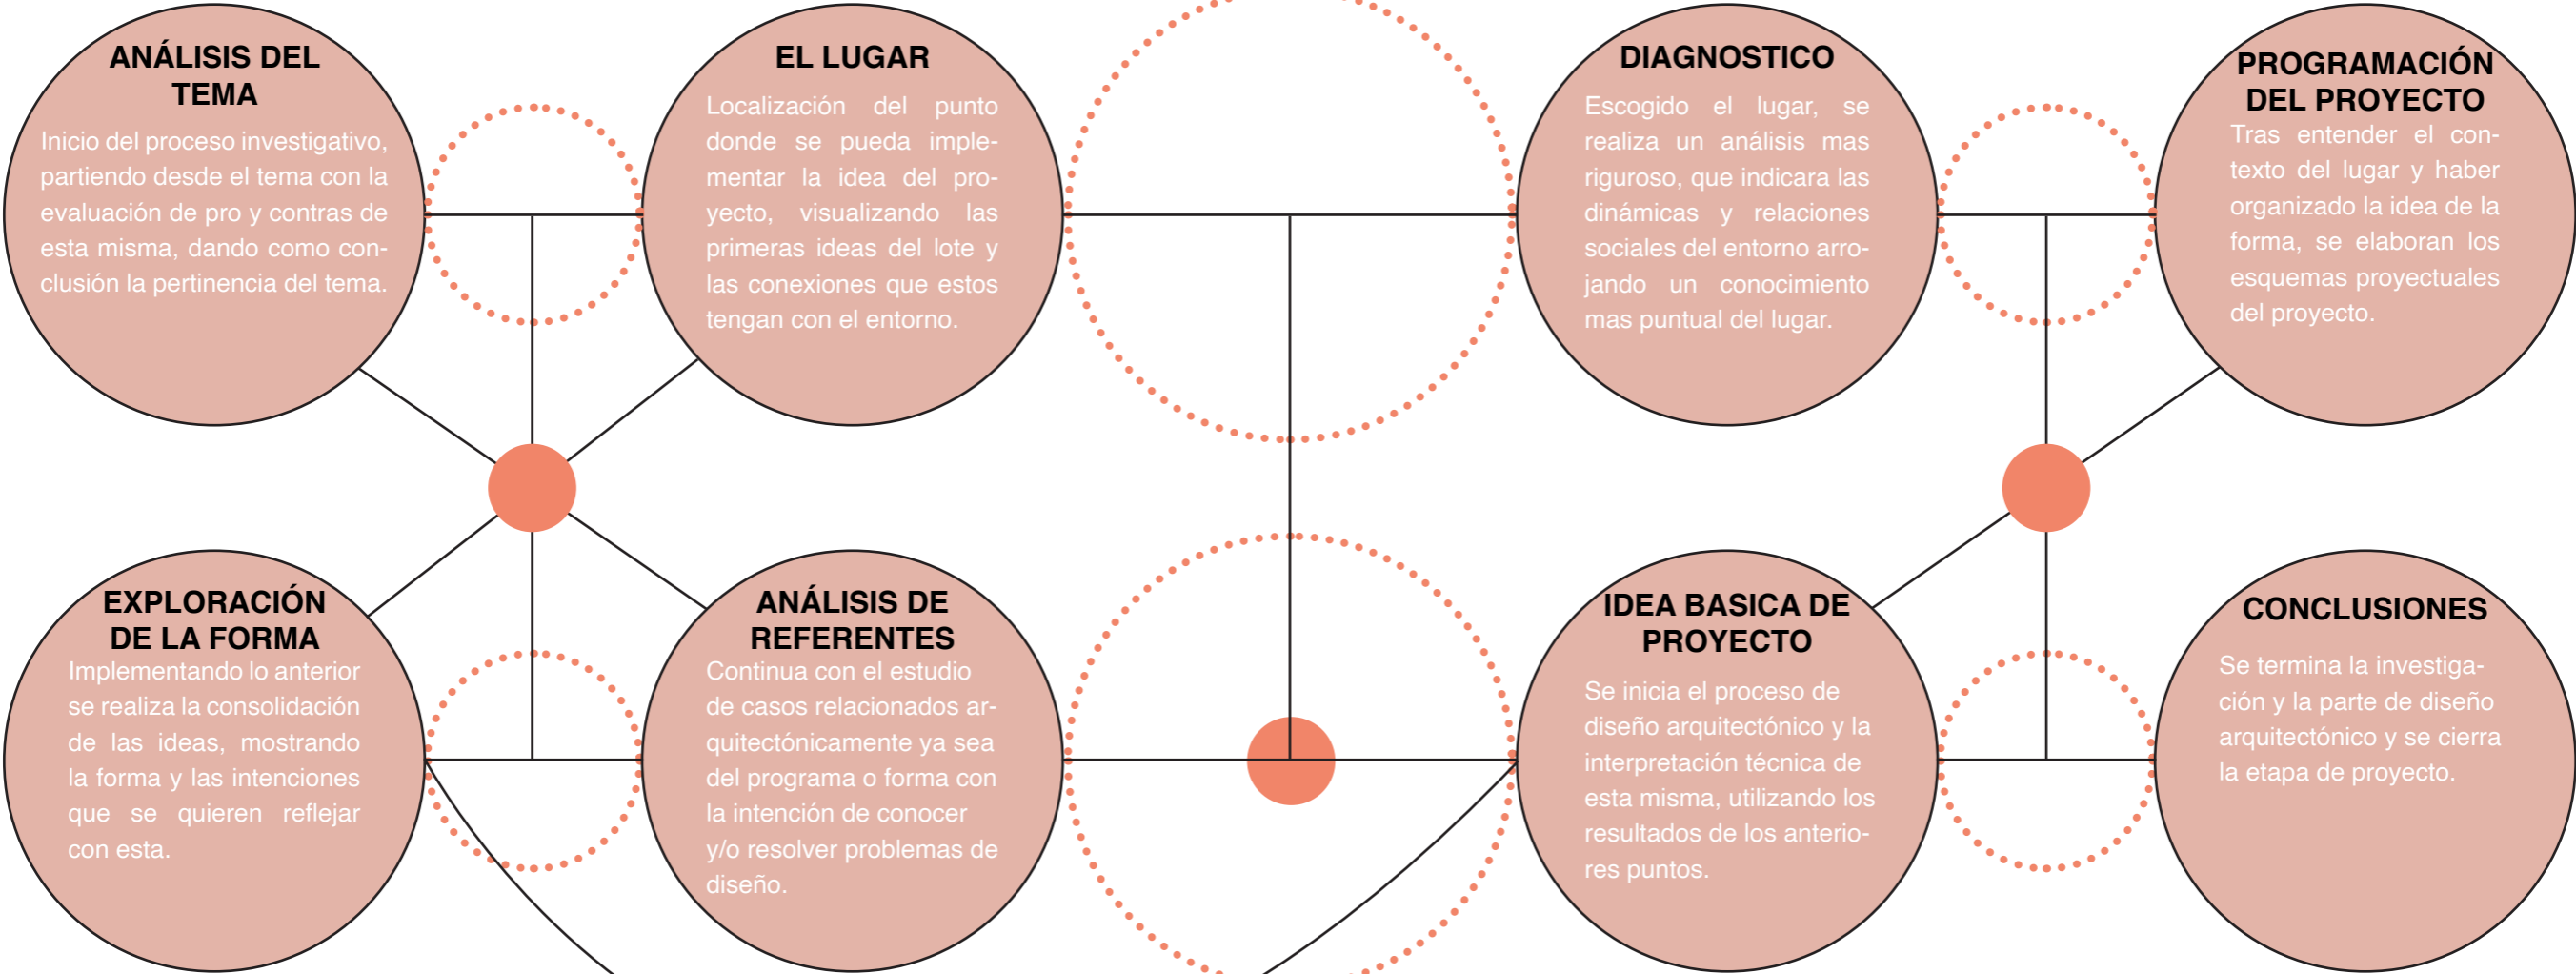 ANÁLISIS DEL
TEMA
Inicio del proceso investigativo,
partiendo desde el tema con la
evaluación de pro y contras de
esta misma, dando como con-
clusión la pertinencia del tema.
EL LUGAR
Localización del punto
donde se pueda imple-
mentar la idea del pro-
yecto, visualizando las
primeras ideas del lote y
las conexiones que estos
tengan con el entorno.
DIAGNOSTICO
Escogido el lugar, se
realiza un análisis mas
riguroso, que indicara las
dinámicas y relaciones
sociales del entorno arro-
jando un conocimiento
mas puntual del lugar.
PROGRAMACIÓN
DEL PROYECTO
Tras entender el con-
texto del lugar y haber
organizado la idea de la
forma, se elaboran los
esquemas proyectuales
del proyecto.
EXPLORACIÓN
DE LA FORMA
Implementando lo anterior
se realiza la consolidación
de las ideas, mostrando
la forma y las intenciones
que se quieren reflejar
con esta.
ANÁLISIS DE
REFERENTES
Continua con el estudio
de casos relacionados ar-
quitectónicamente ya sea
del programa o forma con
la intención de conocer
y/o resolver problemas de
diseño.
IDEA BASICA DE
PROYECTO
Se inicia el proceso de
diseño arquitectónico y la
interpretación técnica de
esta misma, utilizando los
resultados de los anterio-
res puntos.
CONCLUSIONES
Se termina la investiga-
ción y la parte de diseño
arquitectónico y se cierra
la etapa de proyecto.